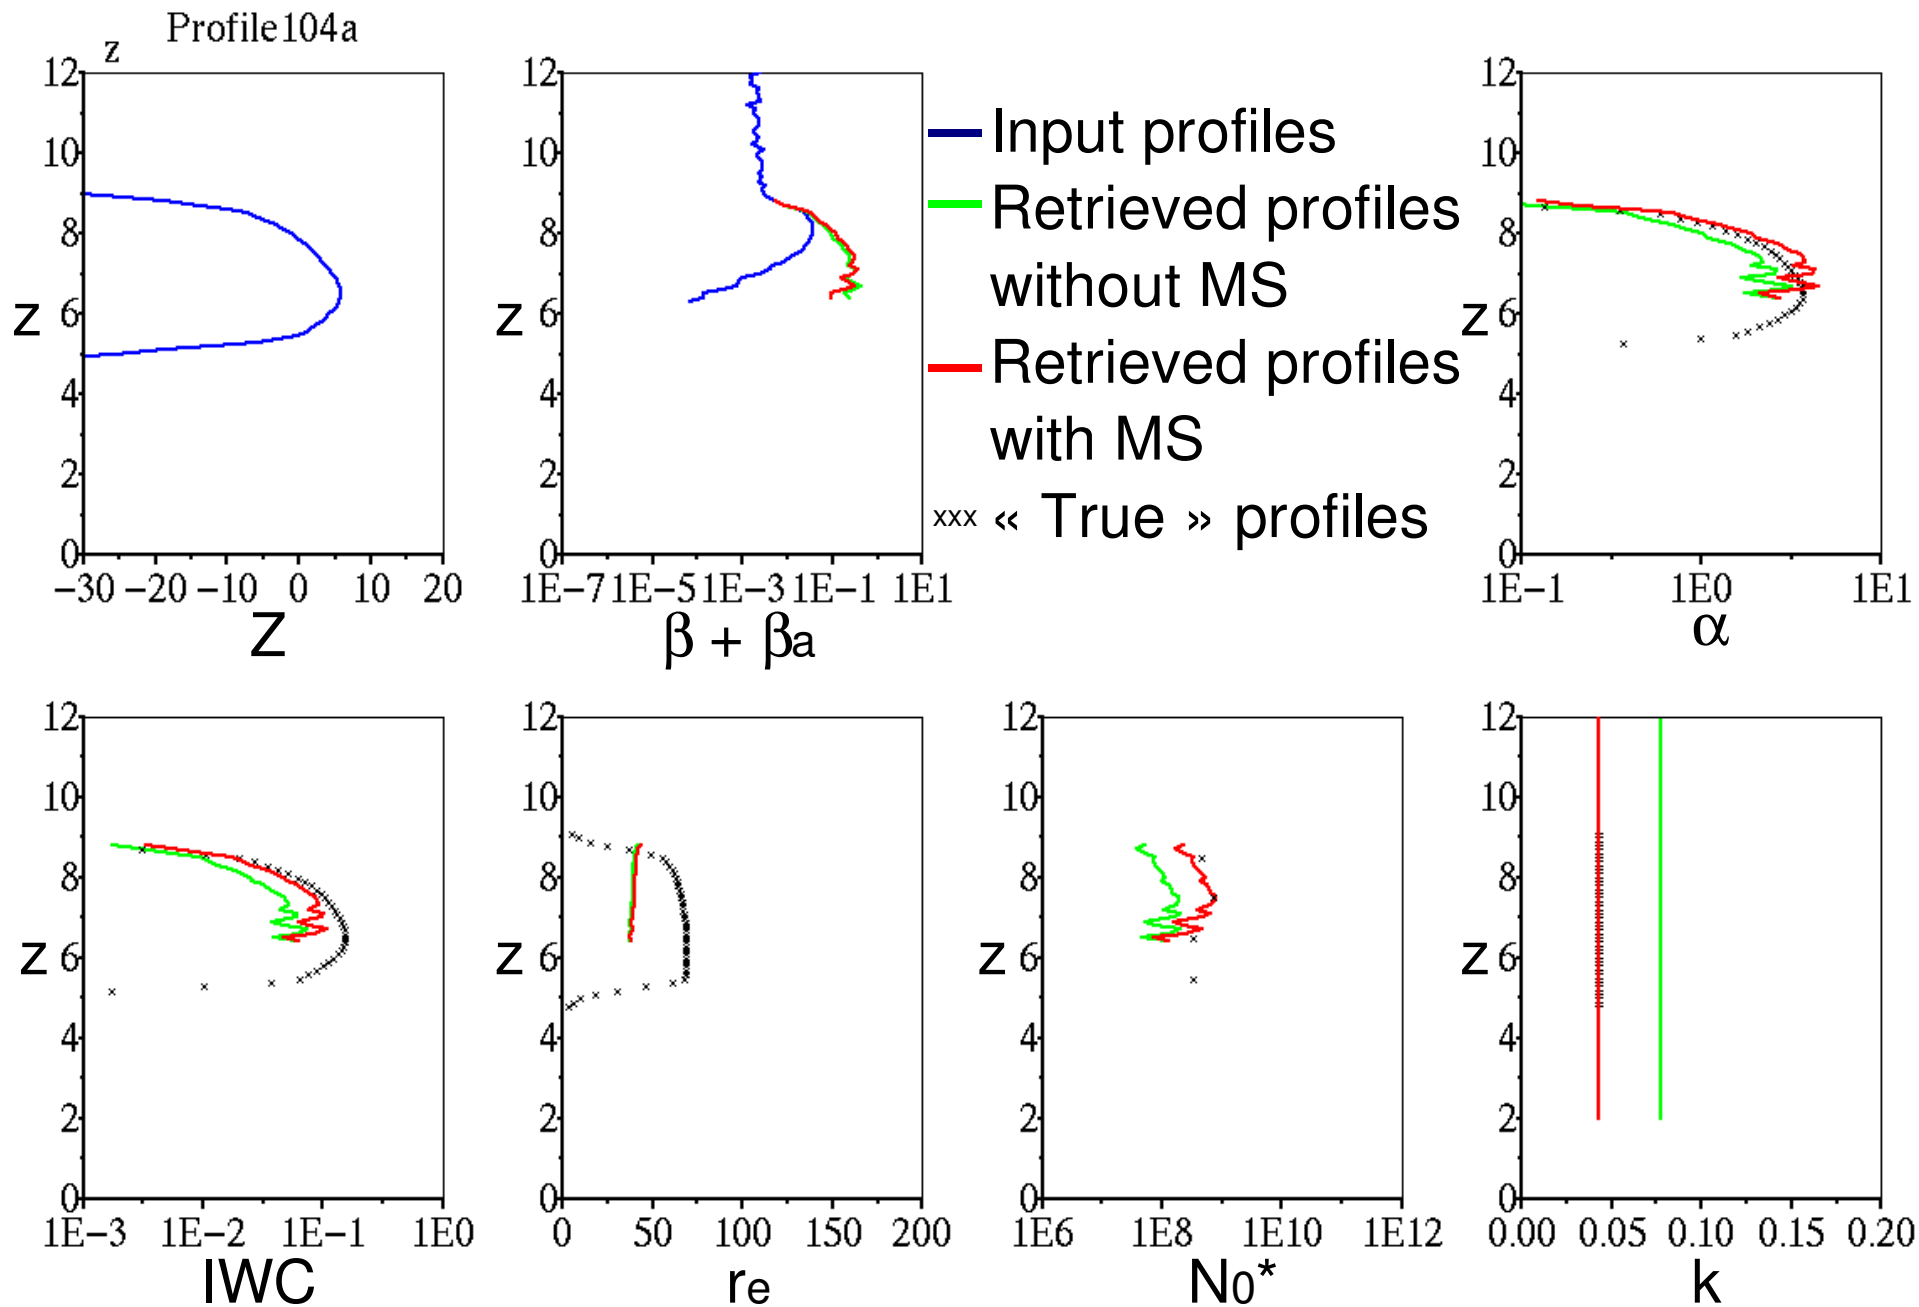 Profile104a
z
12
10
8
6
4
2
0
z
-30 -20 -10 0 10 20
Z
12
10
8
6
4
2
0
z
1E-7 1E-5 1E-3 1E-1 1E1
β + βa
Input profiles
Retrieved profiles
without MS
Retrieved profiles
with MS
xxx « True » profiles
12
10
8
6
4
2
0
z
1E-1 1E0 1E1
α
12
10
8
6
4
2
0
z
1E-3 1E-2 1E-1 1E0
IWC
12
10
8
6
4
2
0
z
0 50 100 150 200
re
12
10
8
6
4
2
0
z
1E6 1E8 1E10 1E12
N0*
12
10
8
6
4
2
0
z
0.00 0.05 0.10 0.15 0.20
k